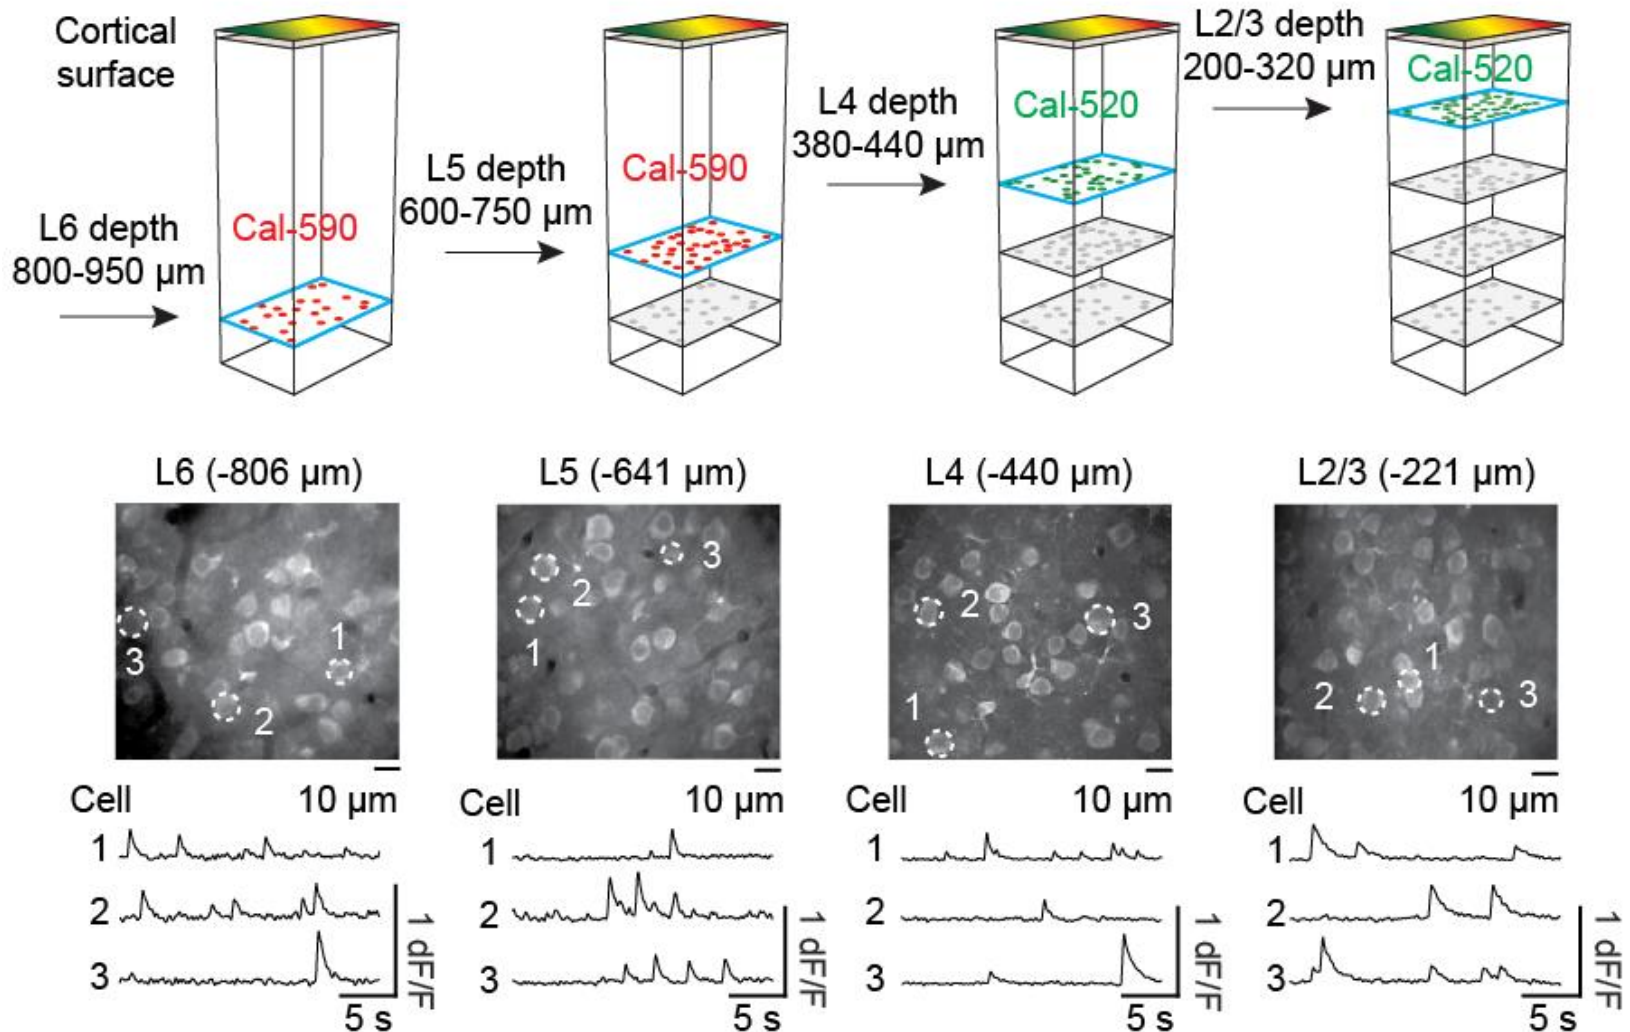 Cortical
surface
L6 depth
800-950 µm
Cal-590
L5 depth
600-750 µm
Cal-590
L4 depth
380-440 µm
Cal-520
L2/3 depth
200-320 µm
Cal-520
L6 (-806 µm)
L5 (-641 µm)
L4 (-440 µm)
L2/3 (-221 µm)
1
2
3
1
2
3
1
2
3
1
2
3
Cell
10 µm
1
2
3
1 dF/F
5 s
Cell
10 µm
1
2
3
1 dF/F
5 s
Cell
10 µm
1
2
3
1 dF/F
5 s
Cell
10 µm
1
2
3
1 dF/F
5 s